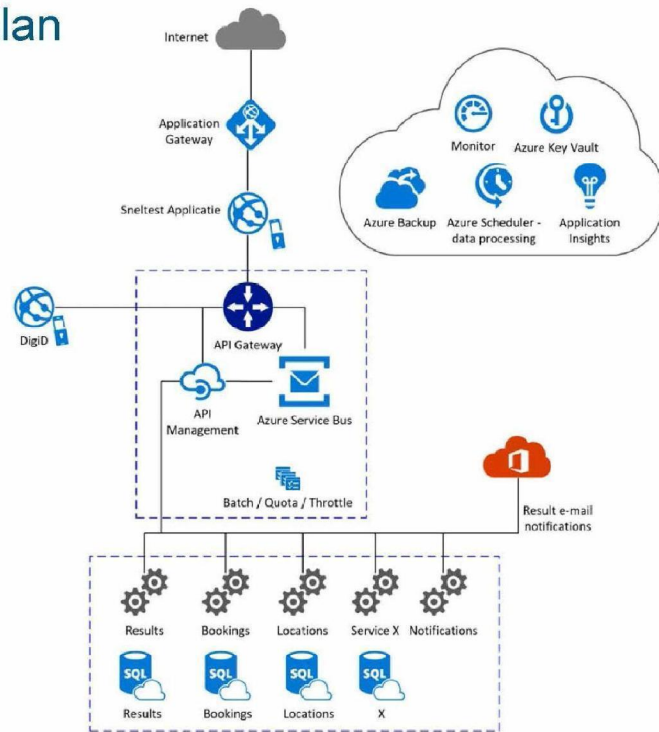 lan
Internet
Application
Gateway
Monitor
Azure Key Vault
Sneltest Applicatie
Azure Backup
Azure Scheduler -
data processing
Application
Insights
DigiD
API Gateway
API
Management
Azure Service Bus
Batch / Quota / Throttle
Result e-mail
notifications
Results
Bookings
Locations
Service X
Notifications
SQL
SQL
SQL
SQL
Results
Bookings
Locations
X